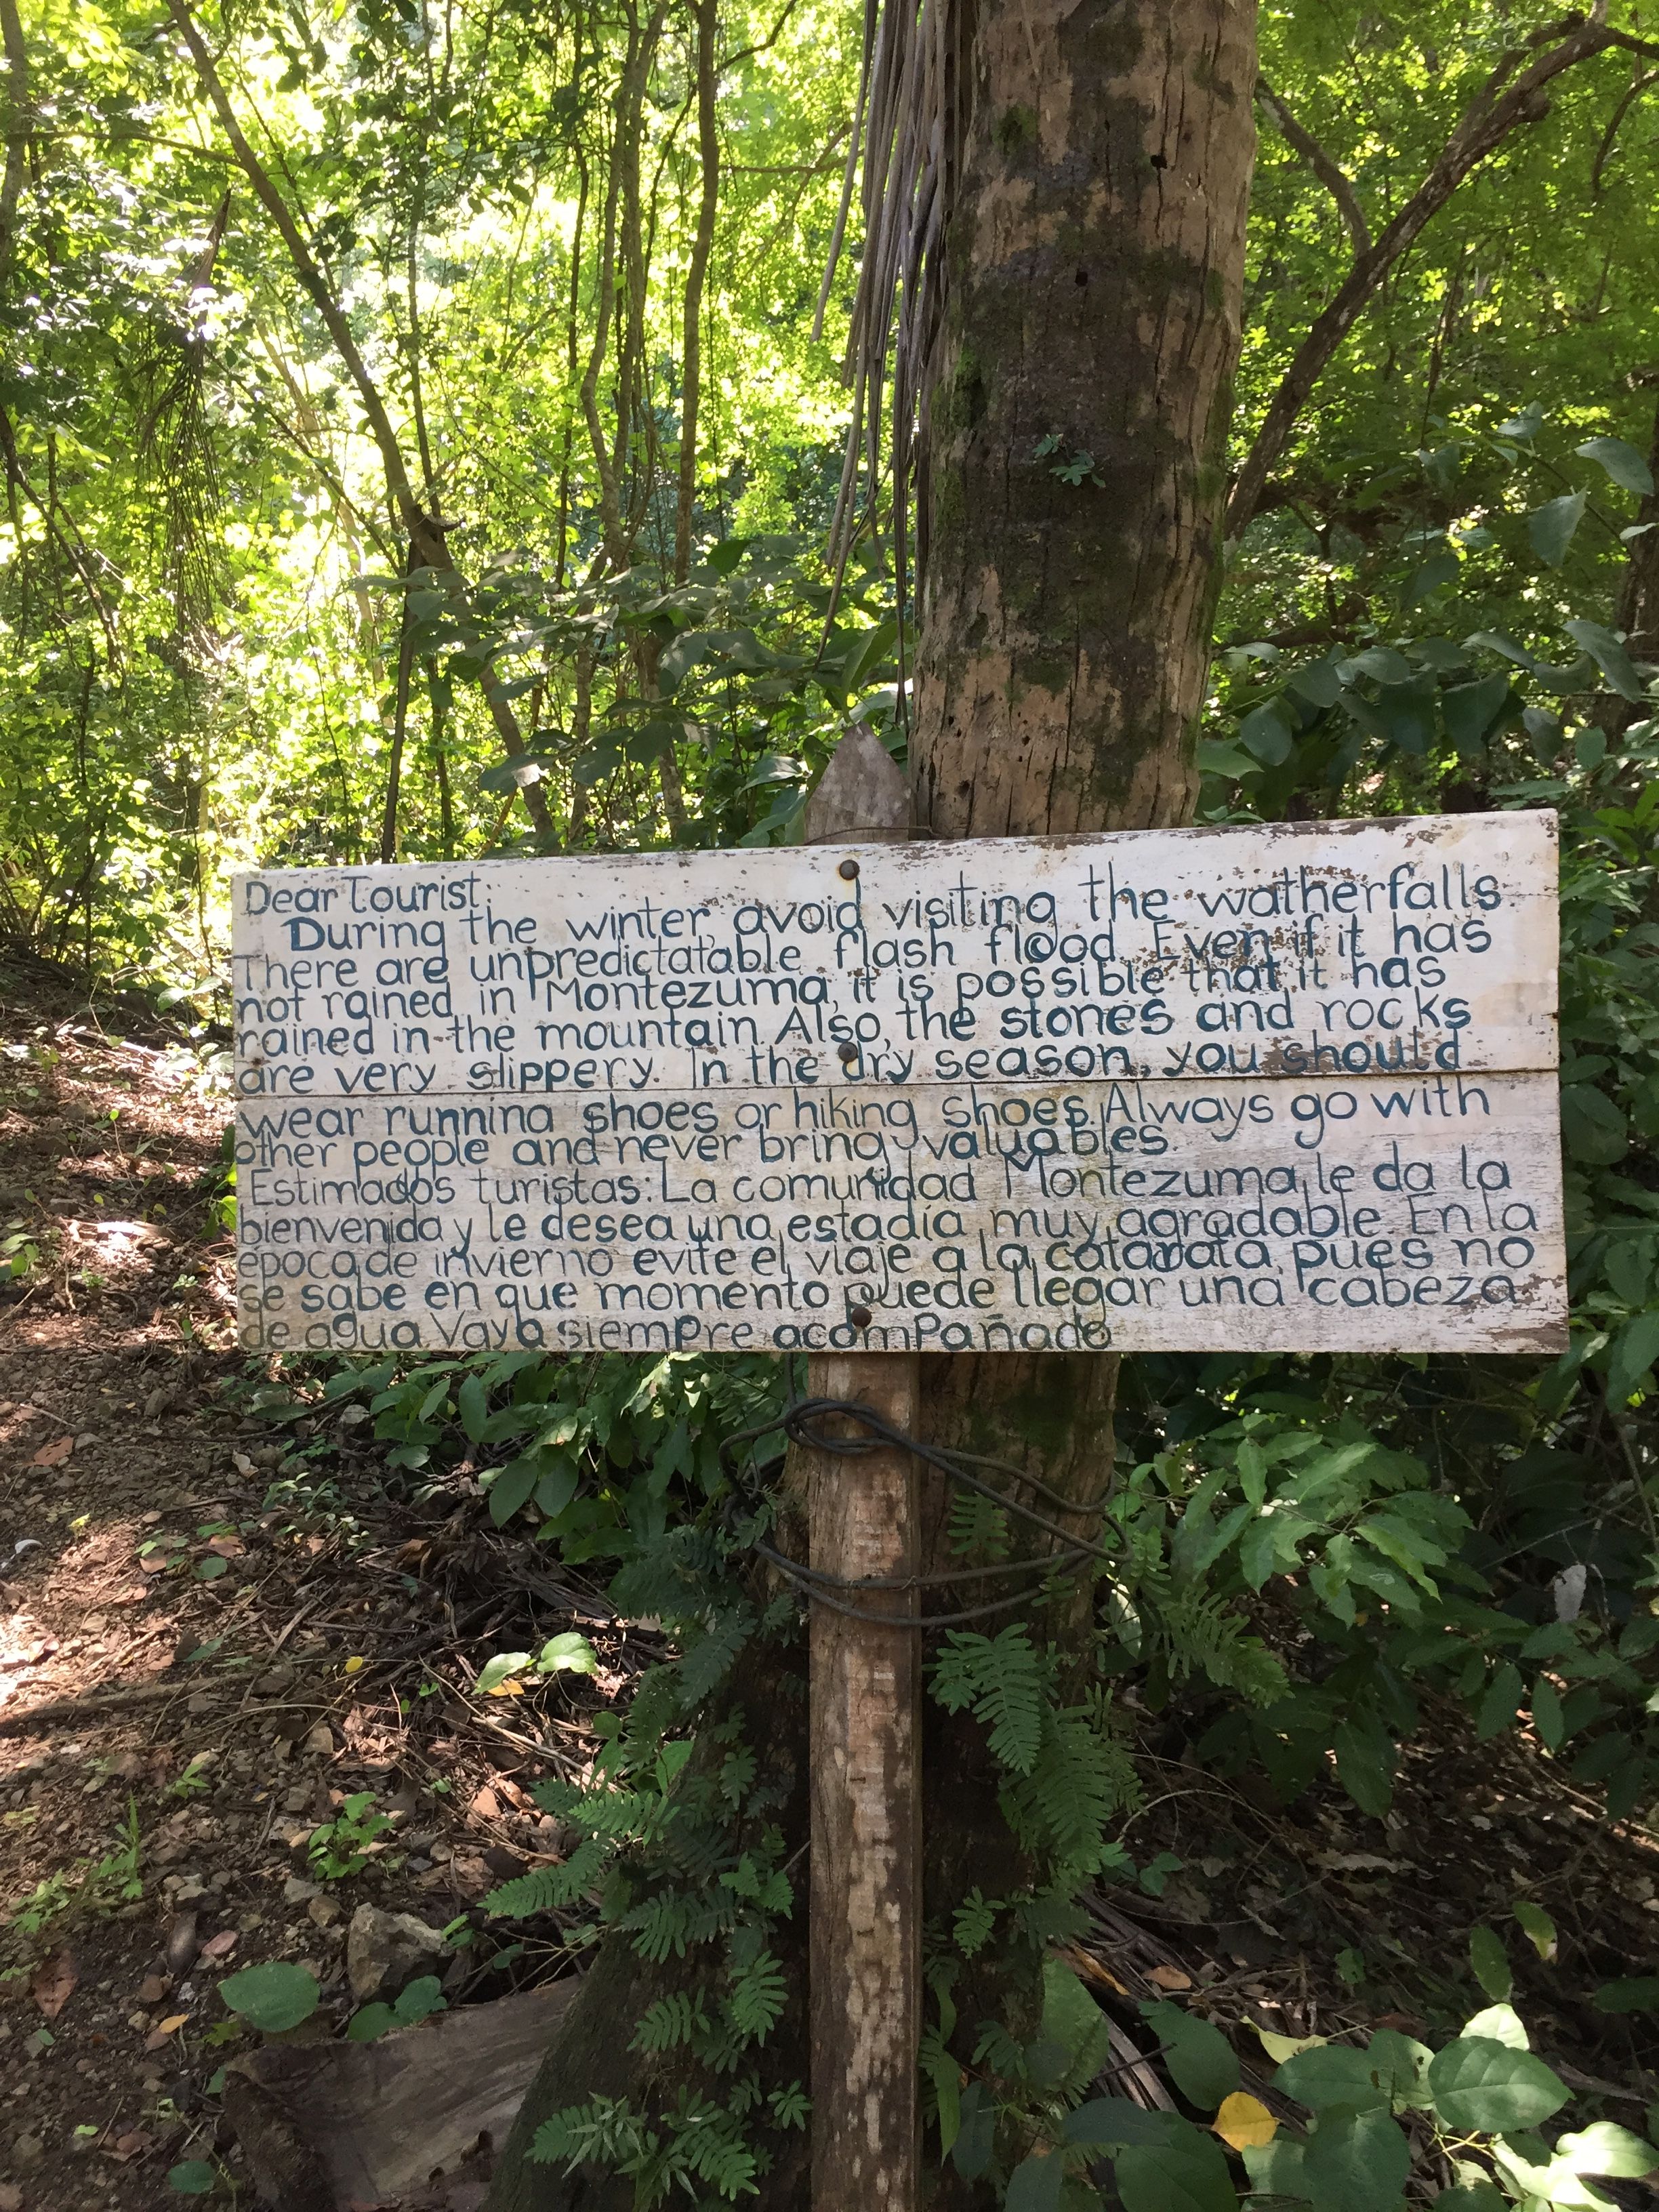 Dear Tourist:
During the winter, avoid visiting the watherfalls
There are unpredictatable flash flood. Even if it has
not rained in Montezuma, it is possible that it has
rained in the mountain. Also, the stones and rocks
are very slippery. In the dry season, you should
wear running shoes or hiking shoes. Always go with
other people and never bring valuables.
Estimados turistas: La comunidad Montezuma le da la
bienvenida y le desea una estadía muy agradable. En la
época de invierno evite el viaje a la catarata, pues no
se sabe en que momento puede llegar una cabeza
de agua. Vaya siempre acompañado